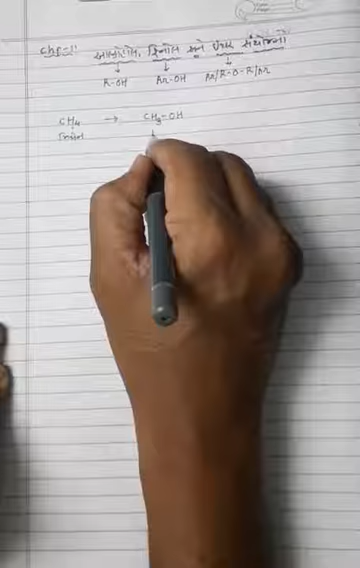 CH-11 આલ્કોહોલ, ફિનોલ અને ઈથર સંયોજનો
↓ ↓ ↓
R-OH Ar-OH Ar/R-O-R/Ar
CH₄ → CH₃-OH
મિથેન ↓